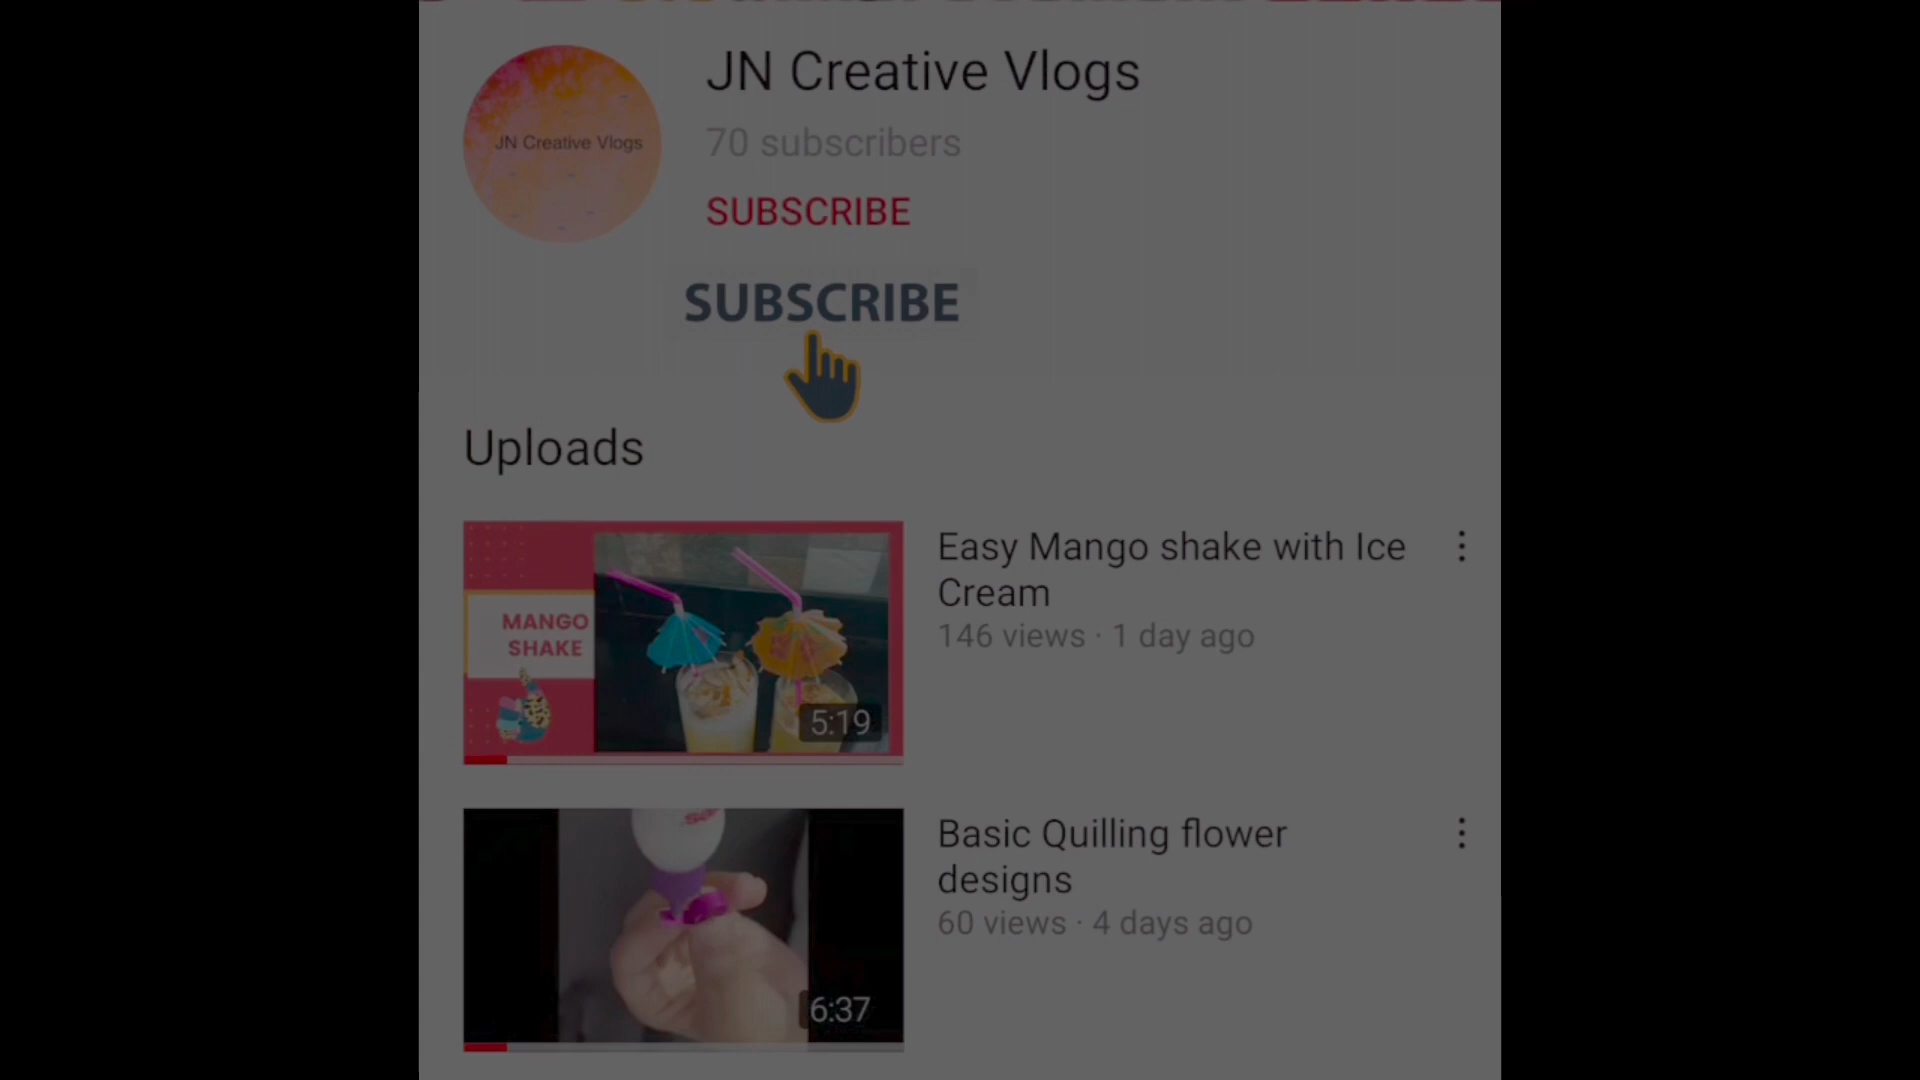 JN Creative Vlogs
JN Creative Vlogs
70 subscribers
SUBSCRIBE
SUBSCRIBE
Uploads
MANGO
SHAKE
5:19
Easy Mango shake with Ice
Cream
146 views · 1 day ago
6:37
Basic Quilling flower
designs
60 views · 4 days ago